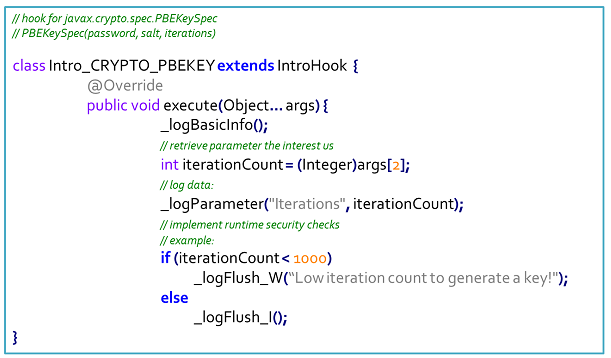 // hook for javax.crypto.spec.PBEKeySpec
// PBEKeySpec(password, salt, iterations)
class Intro_CRYPTO_PBEKEY extends IntroHook {
@Override
public void execute(Object... args) {
_logBasicInfo();
// retrieve parameter the interest us
int iterationCount = (Integer)args[2];
// log data:
_logParameter("Iterations", iterationCount);
// implement runtime security checks
// example:
if (iterationCount < 1000)
_logFlush_W("Low iteration count to generate a key!");
else
_logFlush_I();
}